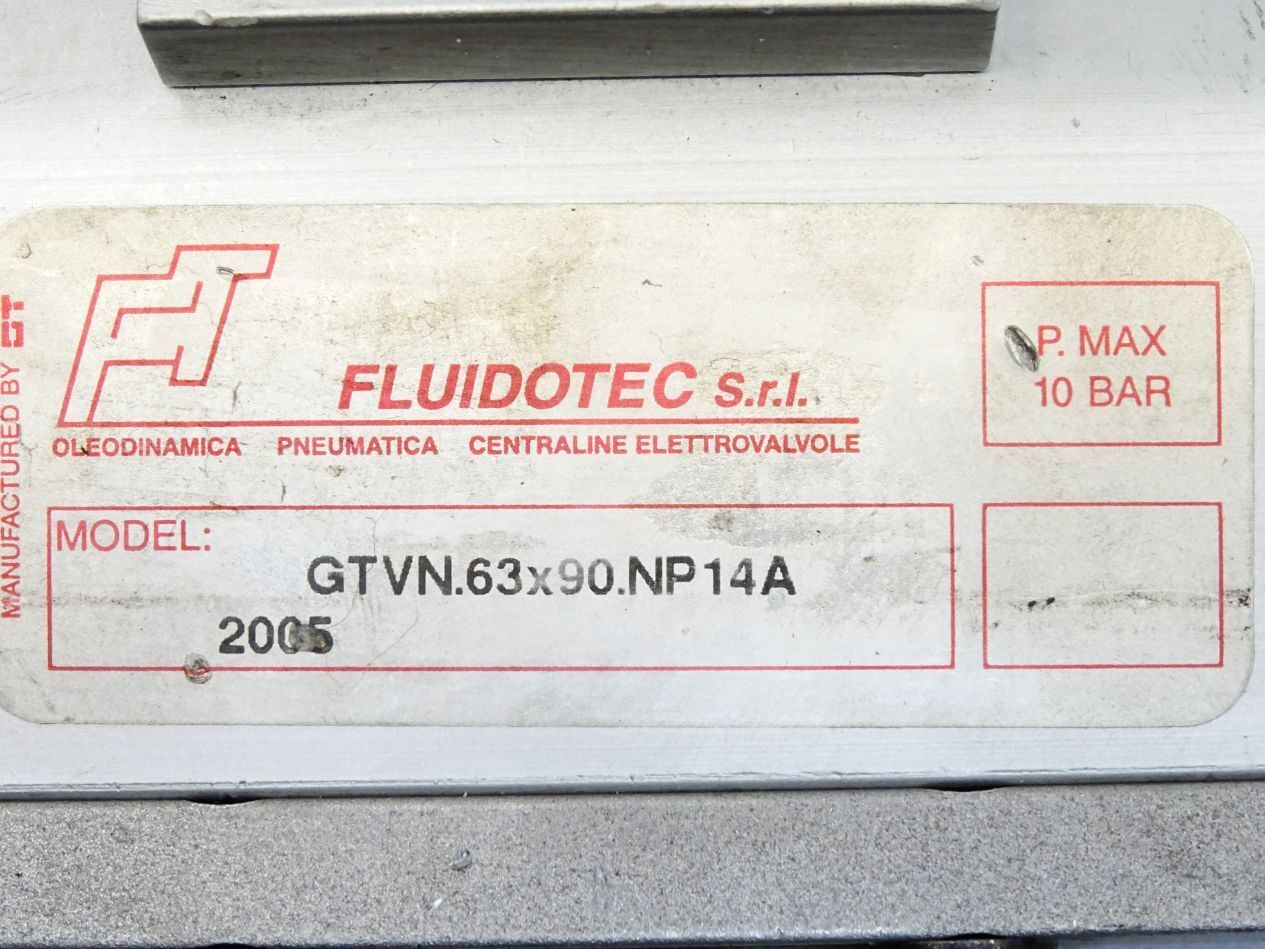 FLUIDOTEC S.r.l.
OLEODINAMICA PNEUMATICA CENTRALINE ELETTROVALVOLE
P. MAX
10 BAR
MODEL:
GTVN.63x90.NP14A
2005
MANUFACTURED BY GT